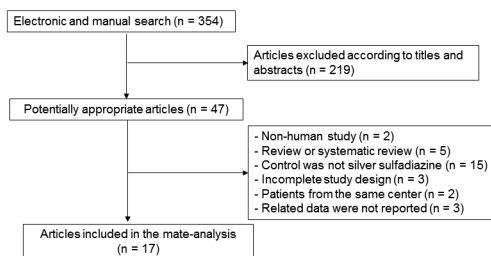 Electronic and manual search (n = 354)
Articles excluded according to titles and
abstracts (n = 219)
Potentially appropriate articles (n = 47)
- Non-human study (n = 2)
- Review or systematic review (n = 5)
- Control was not silver sulfadiazine (n = 15)
- Incomplete study design (n = 3)
- Patients from the same center (n = 2)
- Related data were not reported (n = 3)
Articles included in the mate-analysis
(n = 17)